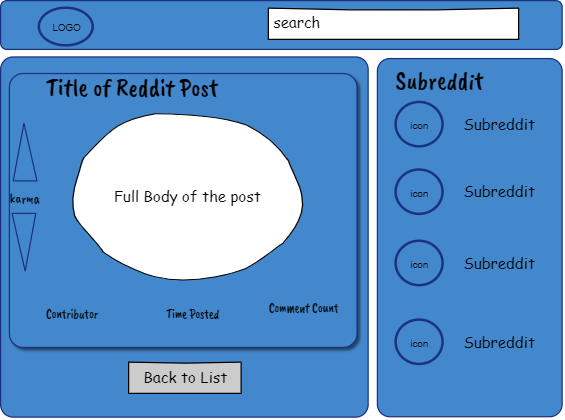 LOGO
search
Title of Reddit Post
karma
Full Body of the post
Contributor
Time Posted
Comment Count
Back to List
Subreddit
icon
Subreddit
icon
Subreddit
icon
Subreddit
icon
Subreddit